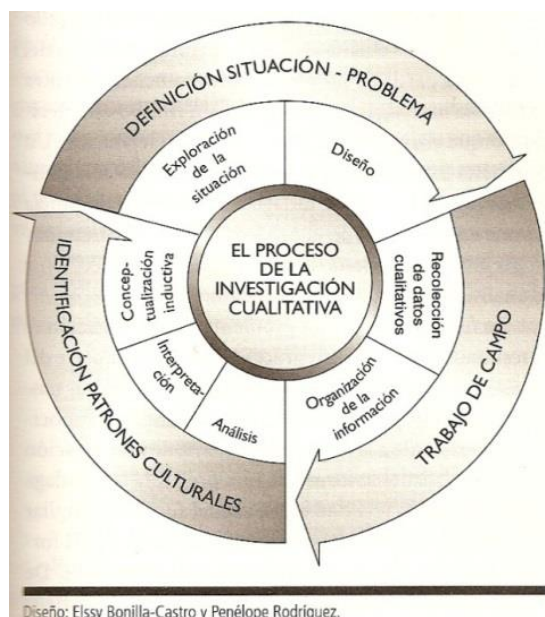 DEFINICIÓN SITUACIÓN - PROBLEMA
Exploración
de la
situación
Diseño
EL PROCESO
DE LA
INVESTIGACIÓN
CUALITATIVA
Recolección
de datos
cualitativos
TRABAJO DE CAMPO
Organización
de la
información
Análisis
Interpreta-
ción
Concep-
tualización
inductiva
IDENTIFICACIÓN PATRONES CULTURALES
Diseño: Elssy Bonilla-Castro y Penélope Rodríguez.